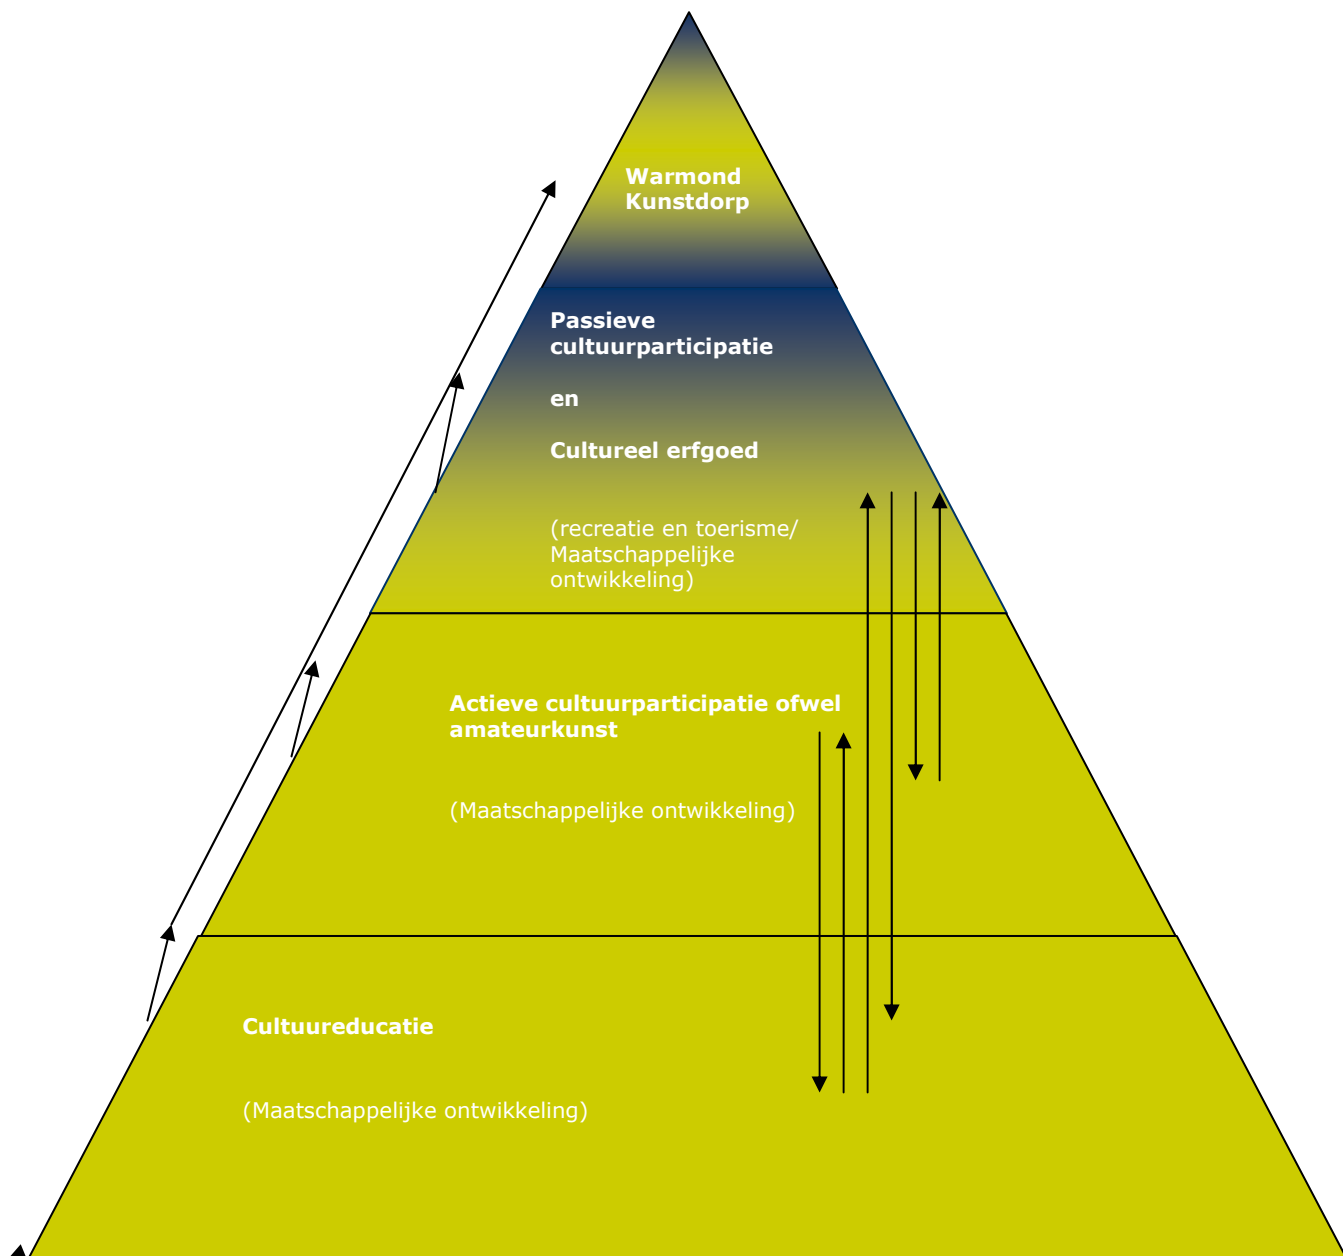 Warmond
Kunstdorp
Passieve
cultuurparticipatie
en
Cultureel erfgoed
(recreatie en toerisme/
Maatschappelijke
ontwikkeling)
Actieve cultuurparticipatie ofwel
amateurkunst
(Maatschappelijke ontwikkeling)
Cultuureducatie
(Maatschappelijke ontwikkeling)